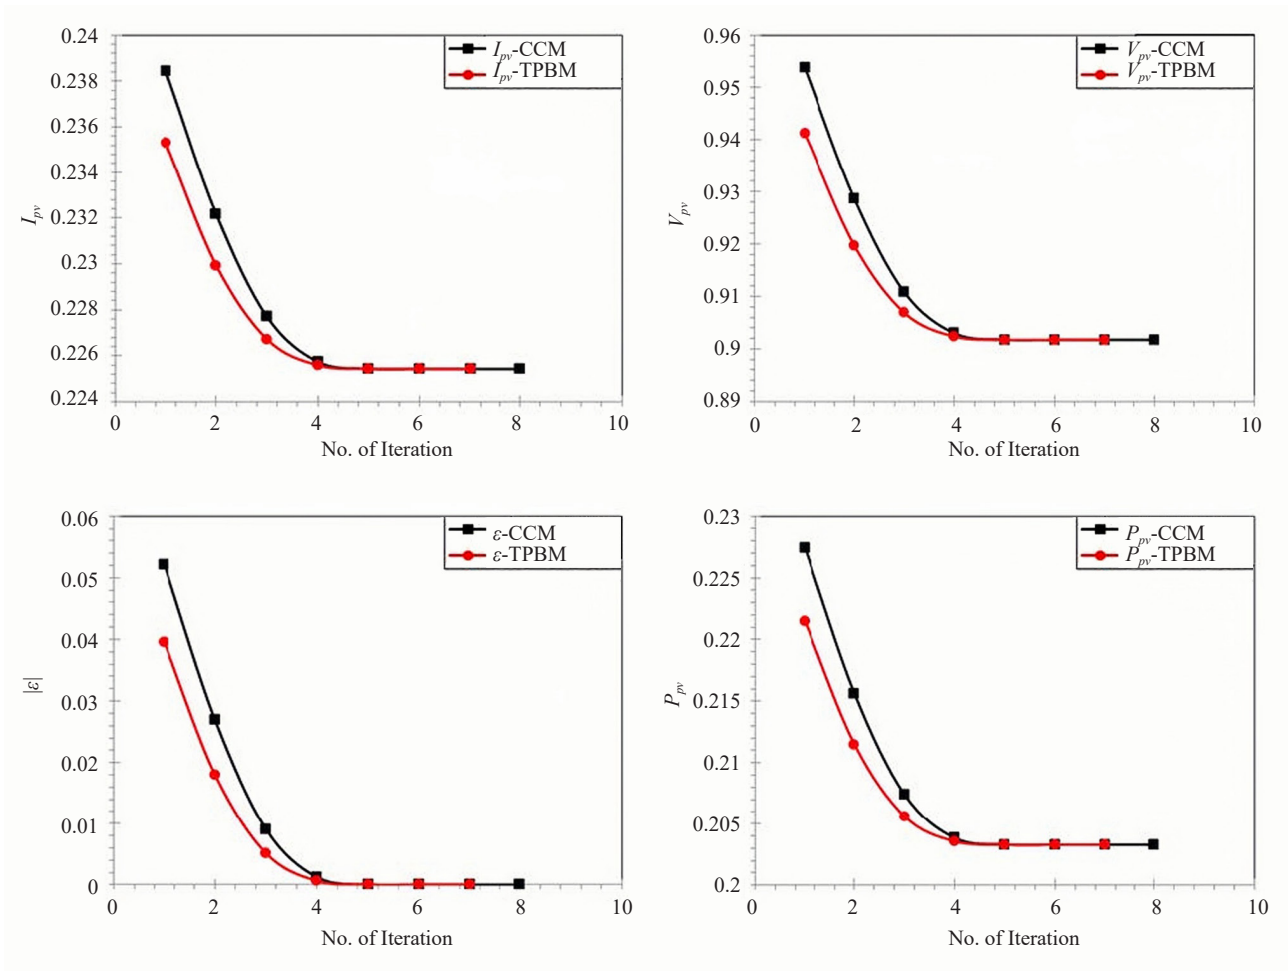 0.24
0.238
0.236
0.234
0.232
0.23
0.228
0.226
0.224
I_pv
I_pv-CCM
I_pv-TPBM
0 2 4 6 8 10
No. of Iteration
0.96
0.95
0.94
0.93
0.92
0.91
0.9
0.89
V_pv
V_pv-CCM
V_pv-TPBM
0 2 4 6 8 10
No. of Iteration
0.06
0.05
0.04
0.03
0.02
0.01
0
|ε|
ε-CCM
ε-TPBM
0 2 4 6 8 10
No. of Iteration
0.23
0.225
0.22
0.215
0.21
0.205
0.2
P_pv
P_pv-CCM
P_pv-TPBM
0 2 4 6 8 10
No. of Iteration